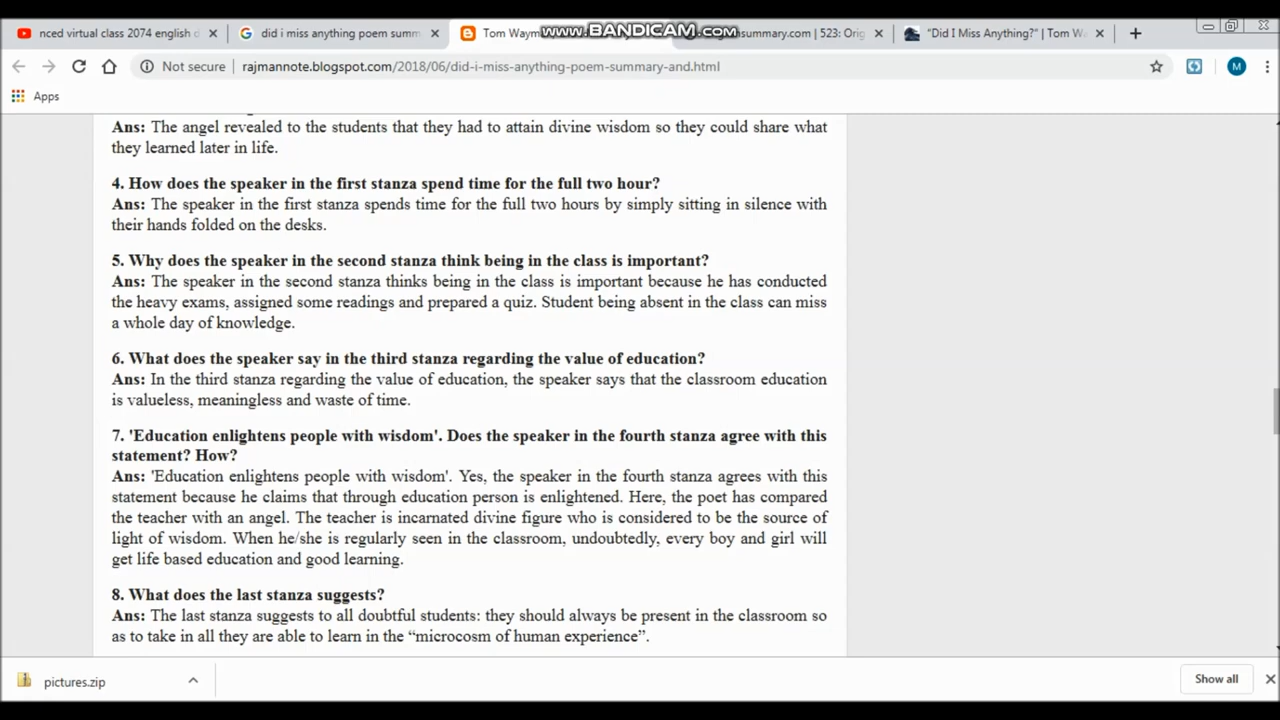 nced virtual class 2074 english d
did i miss anything poem summ
Tom Waym
www.BANDICAM.com
summary.com | 523: Orig
"Did I Miss Anything?" | Tom W
Not secure
rajmannote.blogspot.com/2018/06/did-i-miss-anything-poem-summary-and.html
M
Apps
Ans: The angel revealed to the students that they had to attain divine wisdom so they could share what
they learned later in life.
4. How does the speaker in the first stanza spend time for the full two hour?
Ans: The speaker in the first stanza spends time for the full two hours by simply sitting in silence with
their hands folded on the desks.
5. Why does the speaker in the second stanza think being in the class is important?
Ans: The speaker in the second stanza thinks being in the class is important because he has conducted
the heavy exams, assigned some readings and prepared a quiz. Student being absent in the class can miss
a whole day of knowledge.
6. What does the speaker say in the third stanza regarding the value of education?
Ans: In the third stanza regarding the value of education, the speaker says that the classroom education
is valueless, meaningless and waste of time.
7. 'Education enlightens people with wisdom'. Does the speaker in the fourth stanza agree with this
statement? How?
Ans: 'Education enlightens people with wisdom'. Yes, the speaker in the fourth stanza agrees with this
statement because he claims that through education person is enlightened. Here, the poet has compared
the teacher with an angel. The teacher is incarnated divine figure who is considered to be the source of
light of wisdom. When he/she is regularly seen in the classroom, undoubtedly, every boy and girl will
get life based education and good learning.
8. What does the last stanza suggests?
Ans: The last stanza suggests to all doubtful students: they should always be present in the classroom so
as to take in all they are able to learn in the “microcosm of human experience”.
pictures.zip
Show all